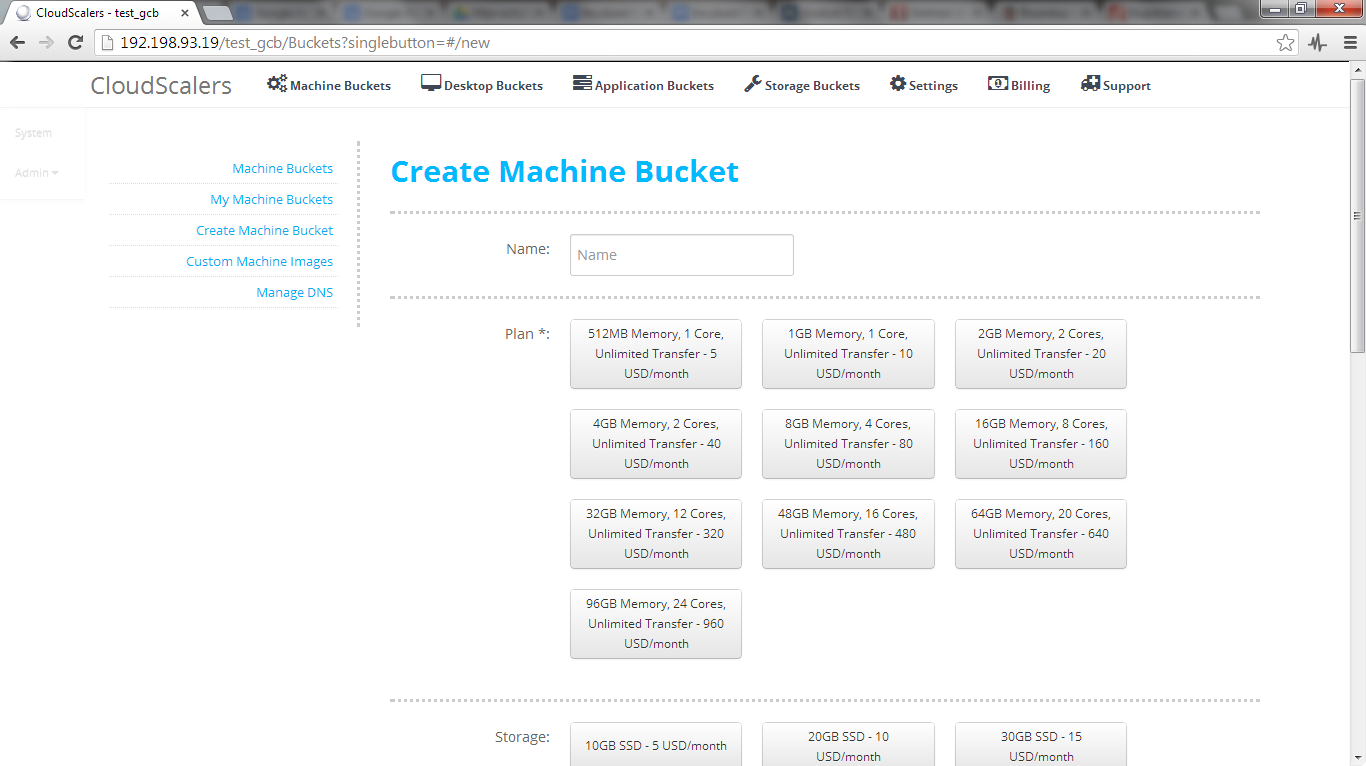 CloudScalers - test_gcb
192.198.93.19/test_gcb/Buckets?singlebutton=#/new
CloudScalers
Machine Buckets
Desktop Buckets
Application Buckets
Storage Buckets
Settings
Billing
Support
System
Admin
Machine Buckets
My Machine Buckets
Create Machine Bucket
Custom Machine Images
Manage DNS
Create Machine Bucket
Name:
Name
Plan *:
512MB Memory, 1 Core,
Unlimited Transfer - 5
USD/month
1GB Memory, 1 Core,
Unlimited Transfer - 10
USD/month
2GB Memory, 2 Cores,
Unlimited Transfer - 20
USD/month
4GB Memory, 2 Cores,
Unlimited Transfer - 40
USD/month
8GB Memory, 4 Cores,
Unlimited Transfer - 80
USD/month
16GB Memory, 8 Cores,
Unlimited Transfer - 160
USD/month
32GB Memory, 12 Cores,
Unlimited Transfer - 320
USD/month
48GB Memory, 16 Cores,
Unlimited Transfer - 480
USD/month
64GB Memory, 20 Cores,
Unlimited Transfer - 640
USD/month
96GB Memory, 24 Cores,
Unlimited Transfer - 960
USD/month
Storage:
10GB SSD - 5 USD/month
20GB SSD - 10
USD/month
30GB SSD - 15
USD/month